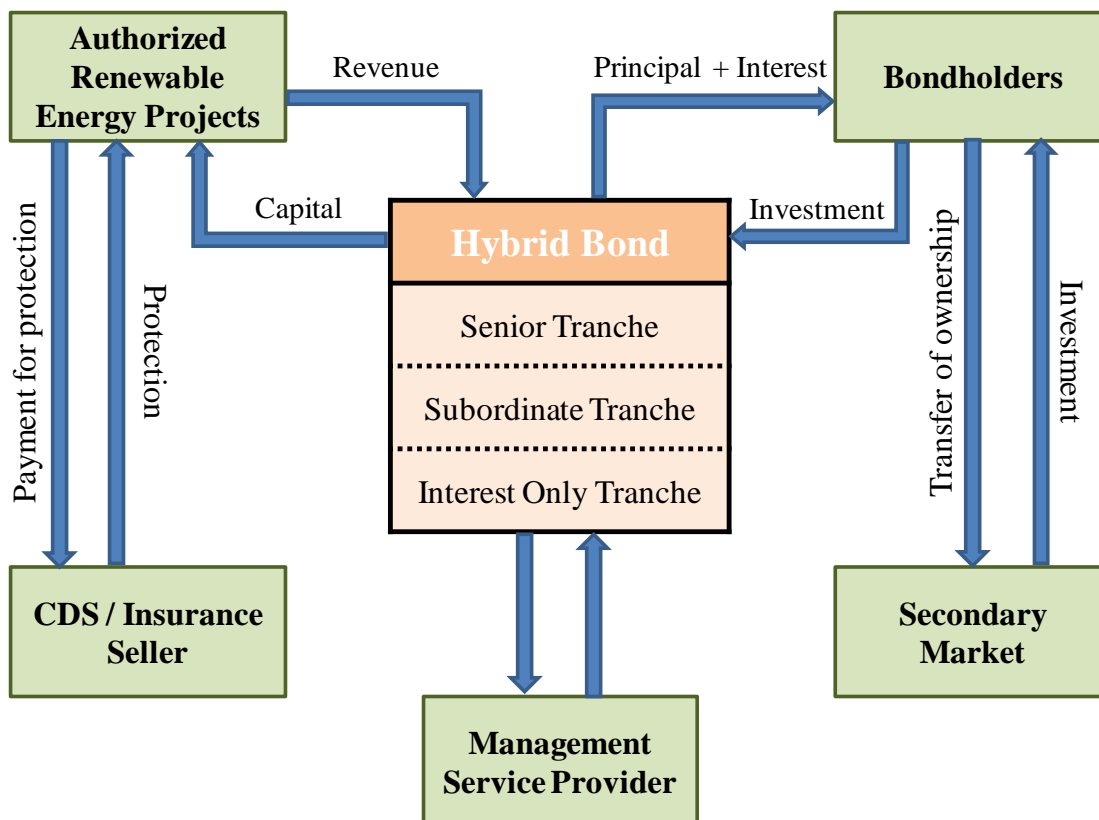 Authorized
Renewable
Energy Projects
Revenue
Principal + Interest
Bondholders
Capital
Investment
Hybrid Bond
Senior Tranche
Subordinate Tranche
Interest Only Tranche
Payment for protection
Protection
Transfer of ownership
Investment
CDS / Insurance
Seller
Secondary
Market
Management
Service Provider